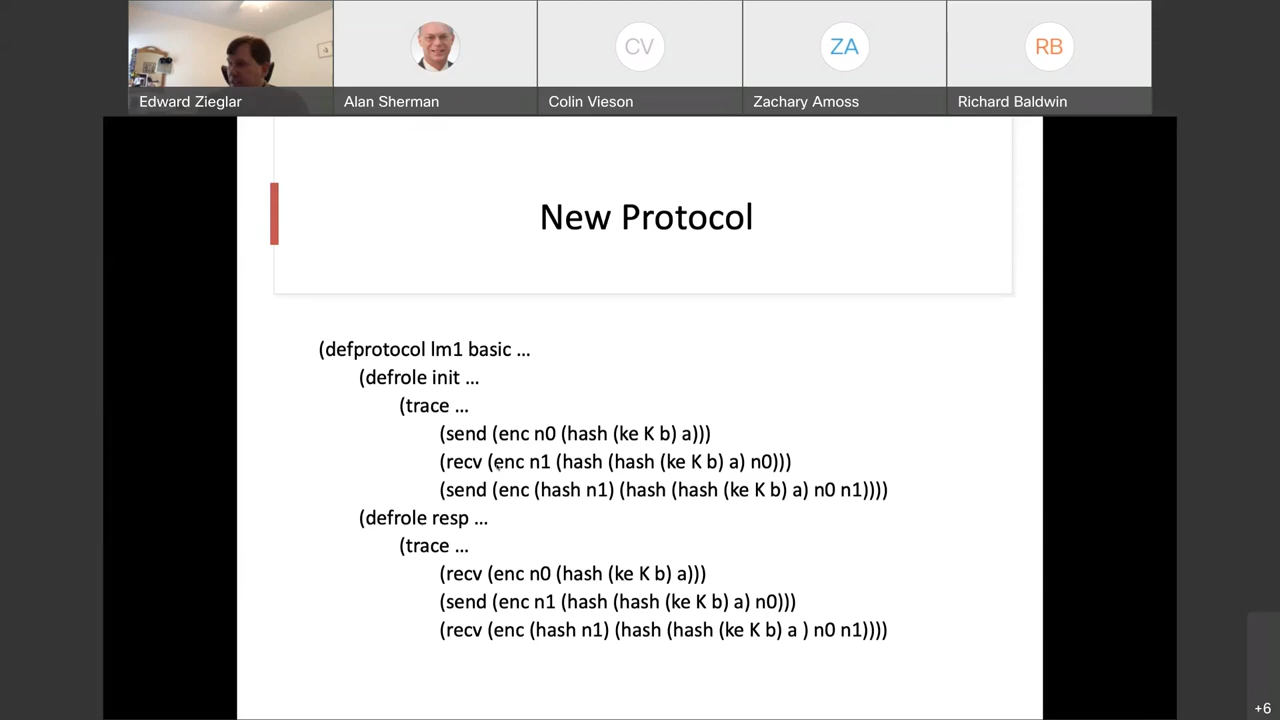 Edward Zieglar
Alan Sherman
CV
Colin Vieson
ZA
Zachary Amoss
RB
Richard Baldwin
New Protocol
(defprotocol lm1 basic …
(defrole init …
(trace …
(send (enc n0 (hash (ke K b) a)))
(recv (enc n1 (hash (hash (ke K b) a) n0)))
(send (enc (hash n1) (hash (hash (ke K b) a) n0 n1))))
(defrole resp …
(trace …
(recv (enc n0 (hash (ke K b) a)))
(send (enc n1 (hash (hash (ke K b) a) n0)))
(recv (enc (hash n1) (hash (hash (ke K b) a ) n0 n1))))
+6